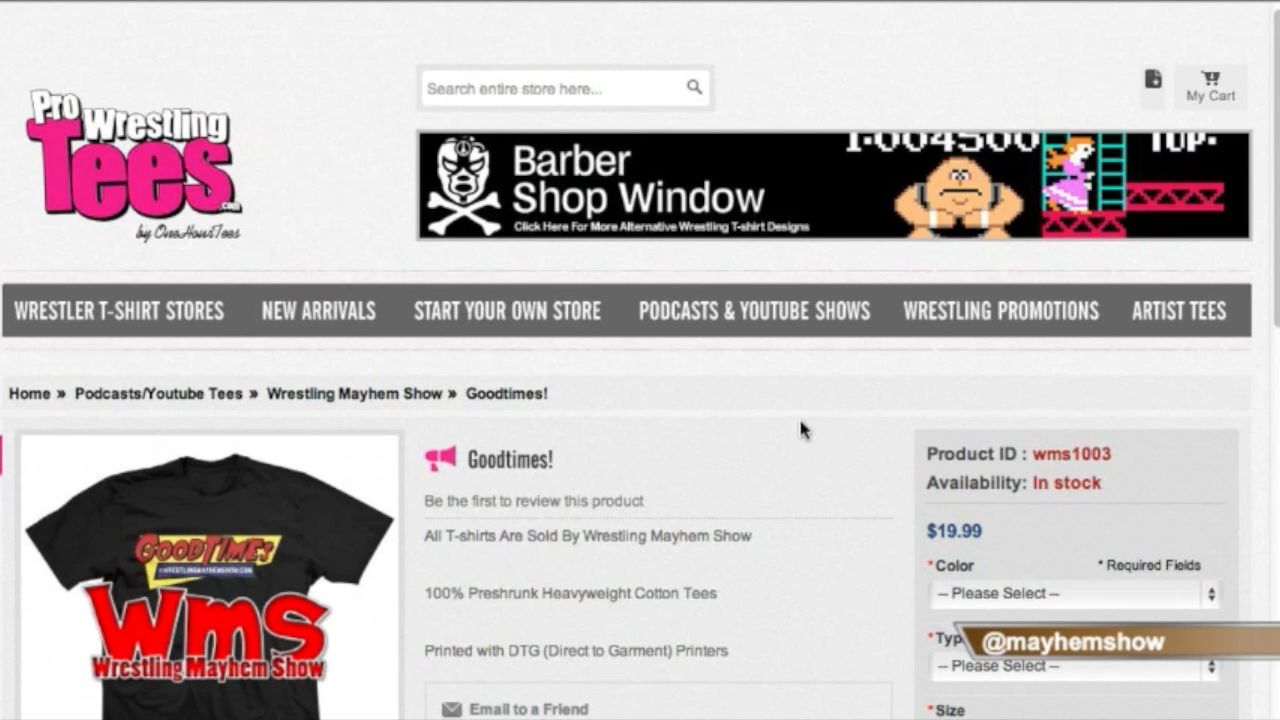 Pro
Wrestling
Tees
.com
by OneHourTees
Search entire store here...
My Cart
Barber
Shop Window
Click Here For More Alternative Wrestling T-shirt Designs
WRESTLER T-SHIRT STORES
NEW ARRIVALS
START YOUR OWN STORE
PODCASTS & YOUTUBE SHOWS
WRESTLING PROMOTIONS
ARTIST TEES
Home » Podcasts/Youtube Tees » Wrestling Mayhem Show » Goodtimes!
GOODTIMES
wms
Wrestling Mayhem Show
Goodtimes!
Be the first to review this product
All T-shirts Are Sold By Wrestling Mayhem Show
100% Preshrunk Heavyweight Cotton Tees
Printed with DTG (Direct to Garment) Printers
Email to a Friend
Product ID : wms1003
Availability: In stock
$19.99
*Color
* Required Fields
-- Please Select --
@mayhemshow
-- Please Select --
*Size